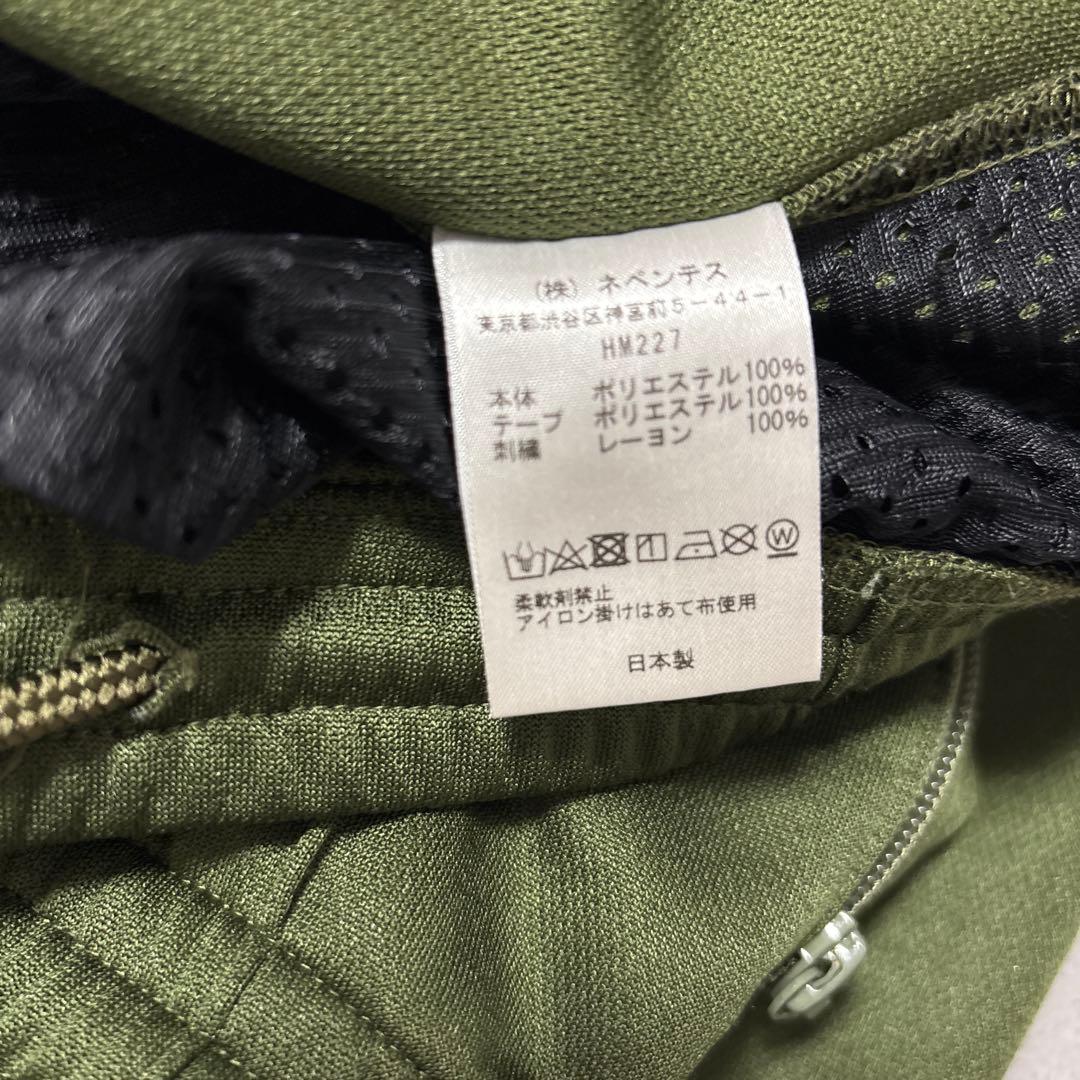 (株) ネペンテス
東京都渋谷区神宮前5-44-1
HM227
本体 ポリエステル100%
テープ ポリエステル100%
刺繍 レーヨン 100%
W
柔軟剤禁止
アイロン掛けはあて布使用
日本製